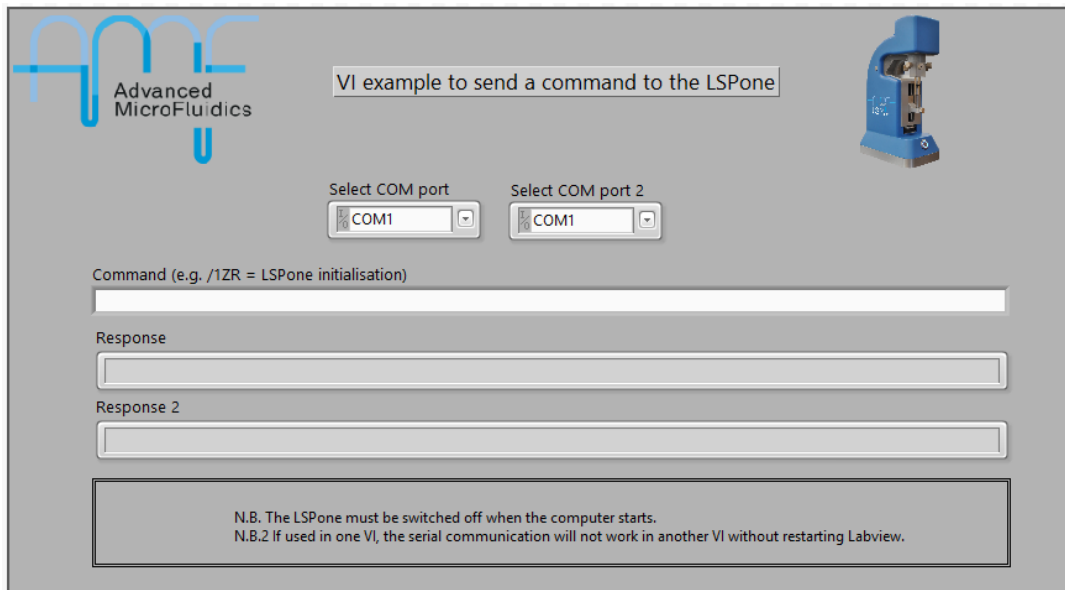 Advanced
MicroFluidics
VI example to send a command to the LSPone
Select COM port
Select COM port 2
COM1
COM1
Command (e.g. /1ZR = LSPone initialisation)
Response
Response 2
N.B. The LSPone must be switched off when the computer starts.
N.B.2 If used in one VI, the serial communication will not work in another VI without restarting Labview.